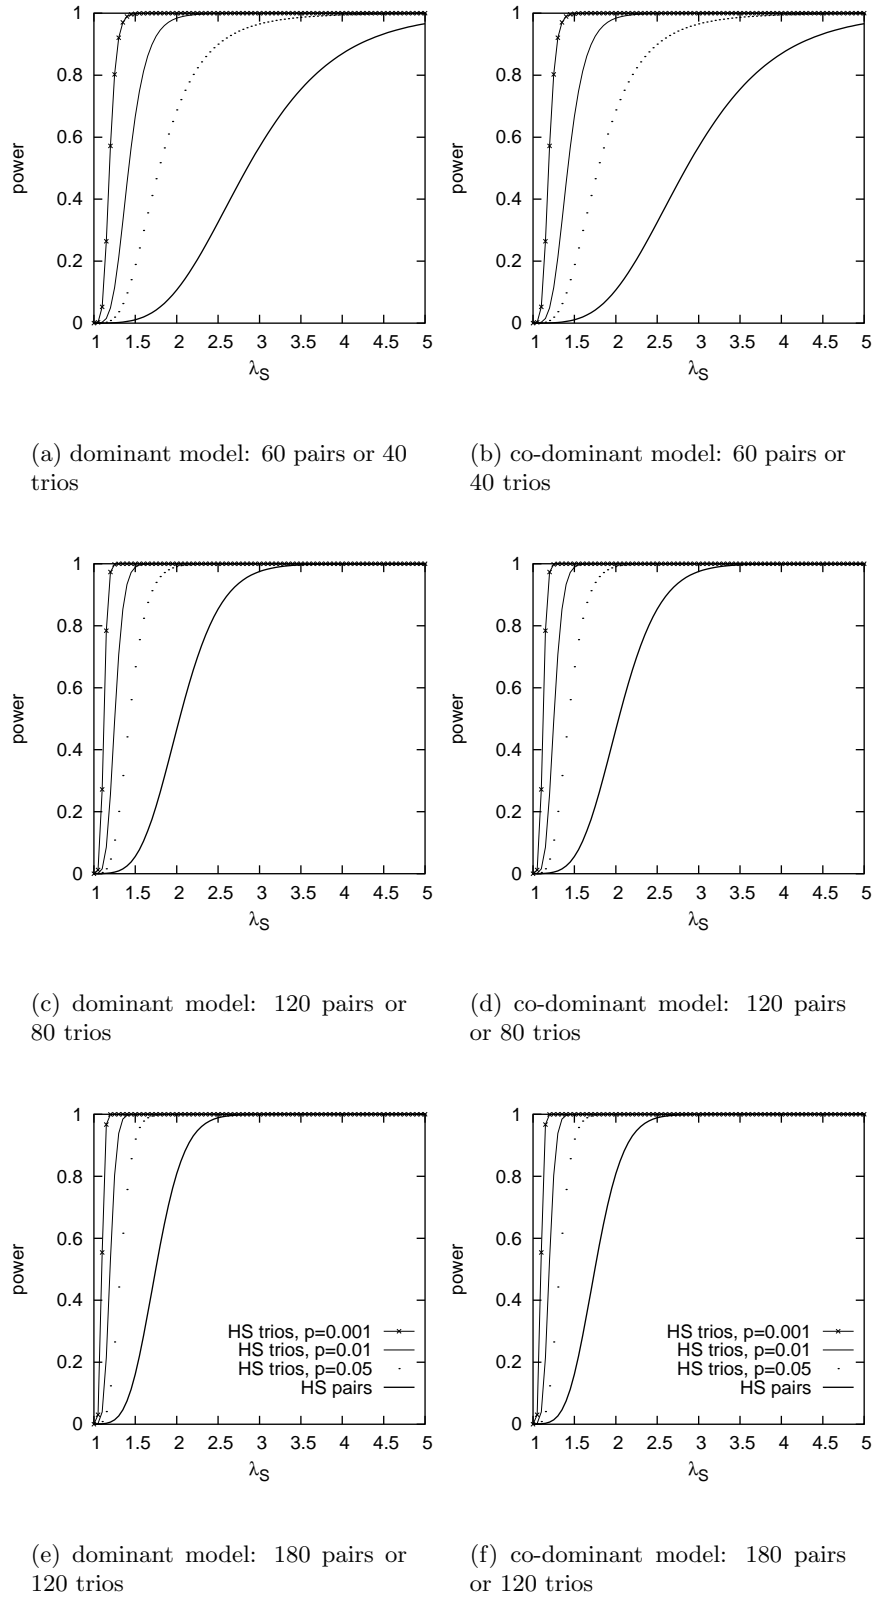 1
0.8
0.6
0.4
0.2
0
power
1 1.5 2 2.5 3 3.5 4 4.5 5
λS
(a) dominant model: 60 pairs or 40
trios
1
0.8
0.6
0.4
0.2
0
power
1 1.5 2 2.5 3 3.5 4 4.5 5
λS
(b) co-dominant model: 60 pairs or
40 trios
1
0.8
0.6
0.4
0.2
0
power
1 1.5 2 2.5 3 3.5 4 4.5 5
λS
(c) dominant model: 120 pairs or
80 trios
1
0.8
0.6
0.4
0.2
0
power
1 1.5 2 2.5 3 3.5 4 4.5 5
λS
(d) co-dominant model: 120 pairs
or 80 trios
1
0.8
0.6
0.4
0.2
0
power
HS trios, p=0.001
HS trios, p=0.01
HS trios, p=0.05
HS pairs
1 1.5 2 2.5 3 3.5 4 4.5 5
λS
(e) dominant model: 180 pairs or
120 trios
1
0.8
0.6
0.4
0.2
0
power
HS trios, p=0.001
HS trios, p=0.01
HS trios, p=0.05
HS pairs
1 1.5 2 2.5 3 3.5 4 4.5 5
λS
(f) co-dominant model: 180 pairs
or 120 trios